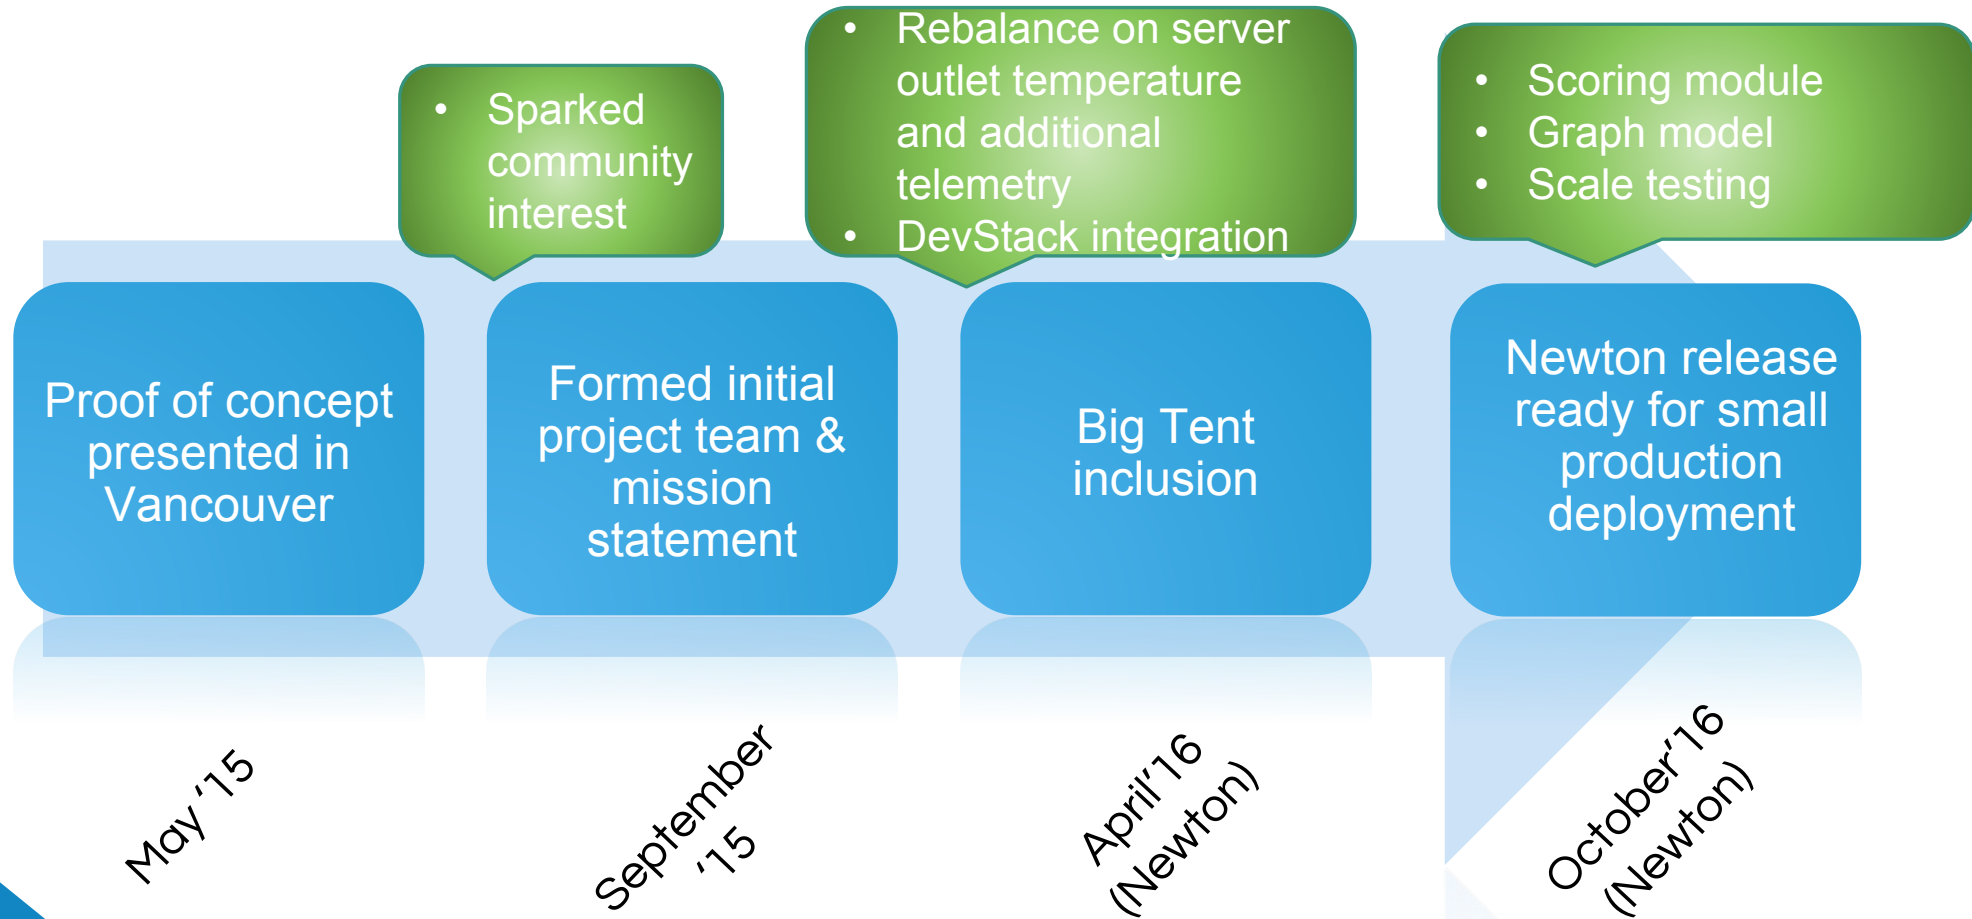 • Sparked
community
interest
• Rebalance on server
outlet temperature
and additional
telemetry
• DevStack integration
• Scoring module
• Graph model
• Scale testing
Proof of concept
presented in
Vancouver
Formed initial
project team &
mission
statement
Big Tent
inclusion
Newton release
ready for small
production
deployment
May '15
September
'15
April'16
(Newton)
October'16
(Newton)